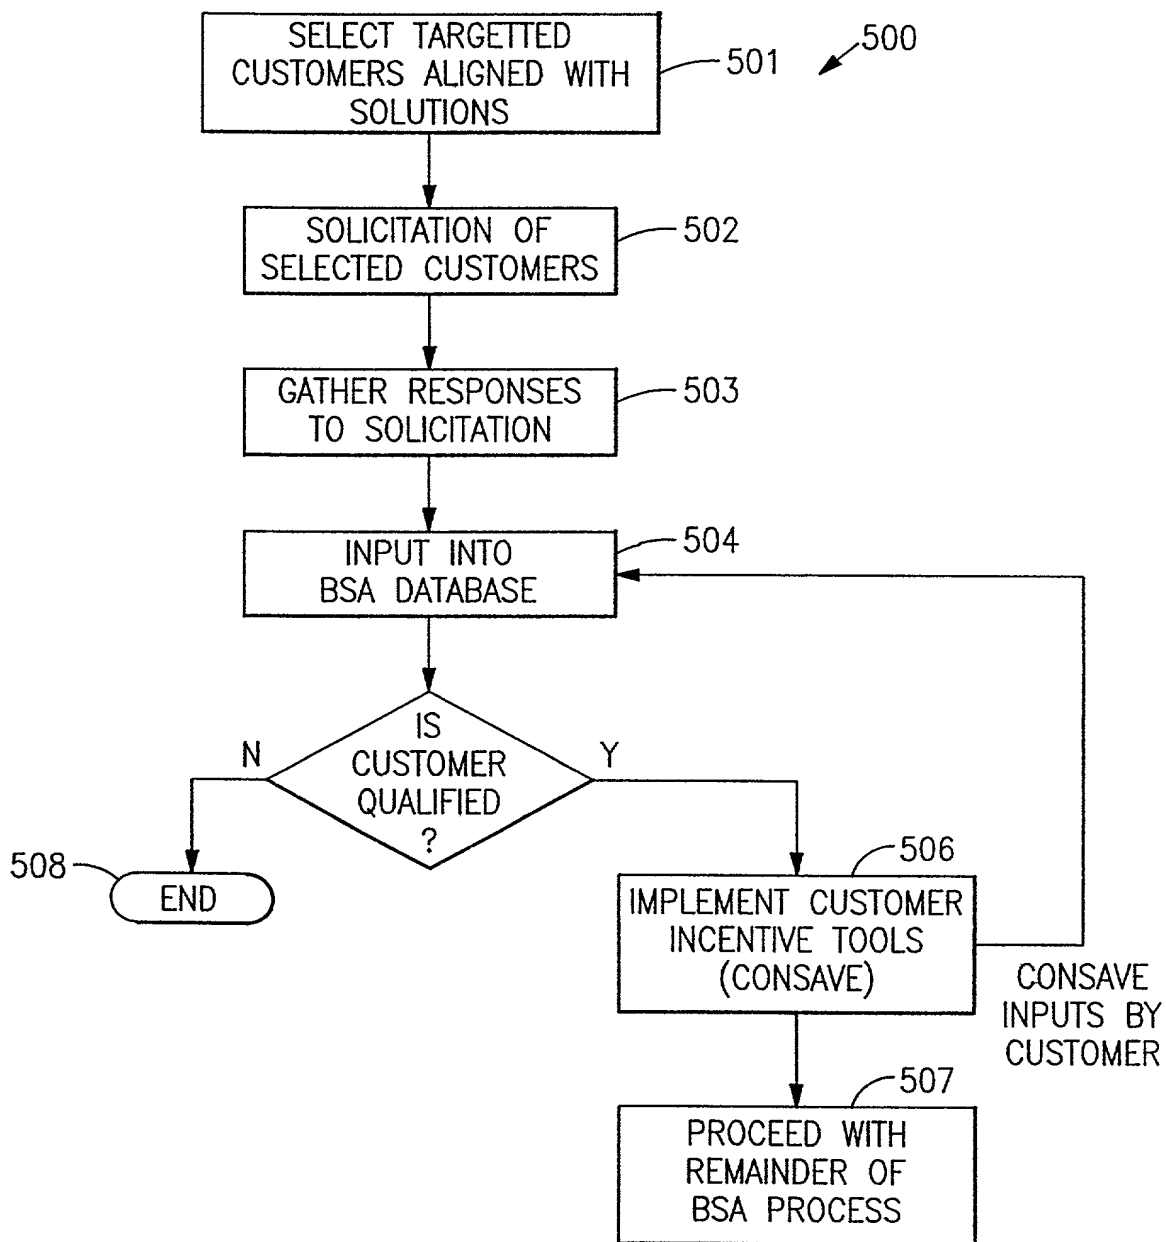 SELECT TARGETTED
CUSTOMERS ALIGNED WITH
SOLUTIONS
501
500
SOLICITATION OF
SELECTED CUSTOMERS
502
GATHER RESPONSES
TO SOLICITATION
503
INPUT INTO
BSA DATABASE
504
IS
CUSTOMER
QUALIFIED
?
N
Y
508
END
506
IMPLEMENT CUSTOMER
INCENTIVE TOOLS
(CONSAVE)
CONSAVE
INPUTS BY
CUSTOMER
507
PROCEED WITH
REMAINDER OF
BSA PROCESS